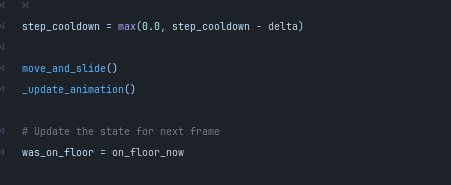 step_cooldown = max(0.0, step_cooldown - delta)
move_and_slide()
_update_animation()
# Update the state for next frame
was_on_floor = on_floor_now